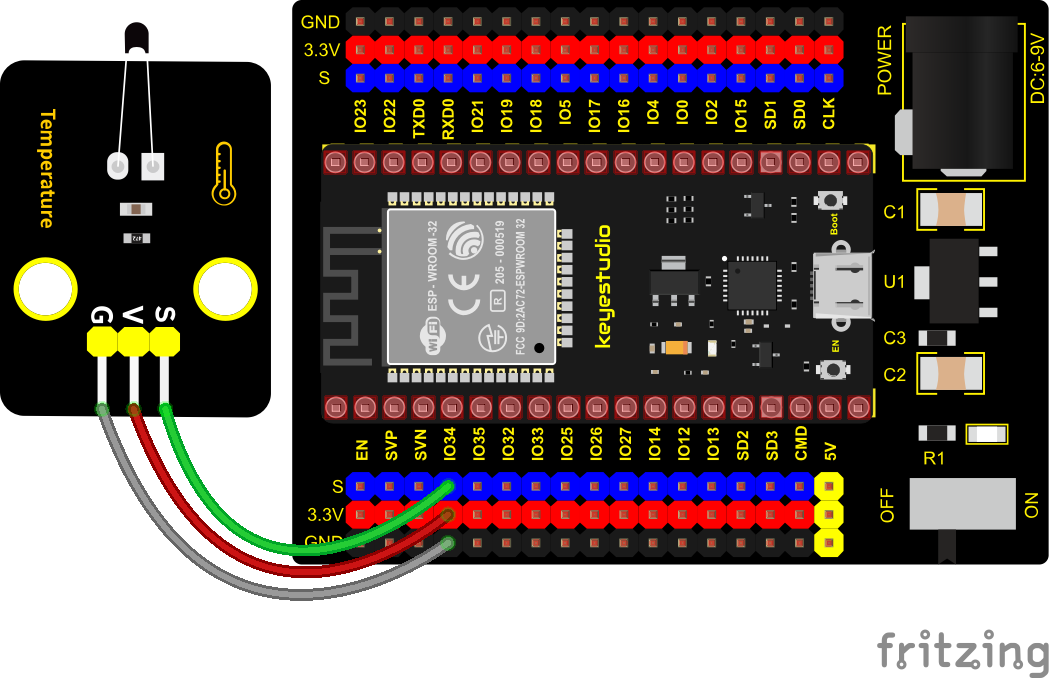 GND
3.3V
S
IO23 IO22 TXD0 RXD0 IO21 IO19 IO18 IO5 IO17 IO16 IO4 IO0 IO2 IO15 SD1 SD0 CLK
POWER
DC:6-9V
Temperature
472
G V S
WiFi
ESP - WROOM - 32
CE
R
205 - 000519
FCC 9D:2AC72-ESPWROOM 32
keyestudio
Boot
EN
C1
U1
C3
C2
R1
OFF
ON
EN SVP SVN IO34 IO35 IO32 IO33 IO25 IO26 IO27 IO14 IO12 IO13 SD2 SD3 CMD 5V
S
3.3V
GND
fritzing